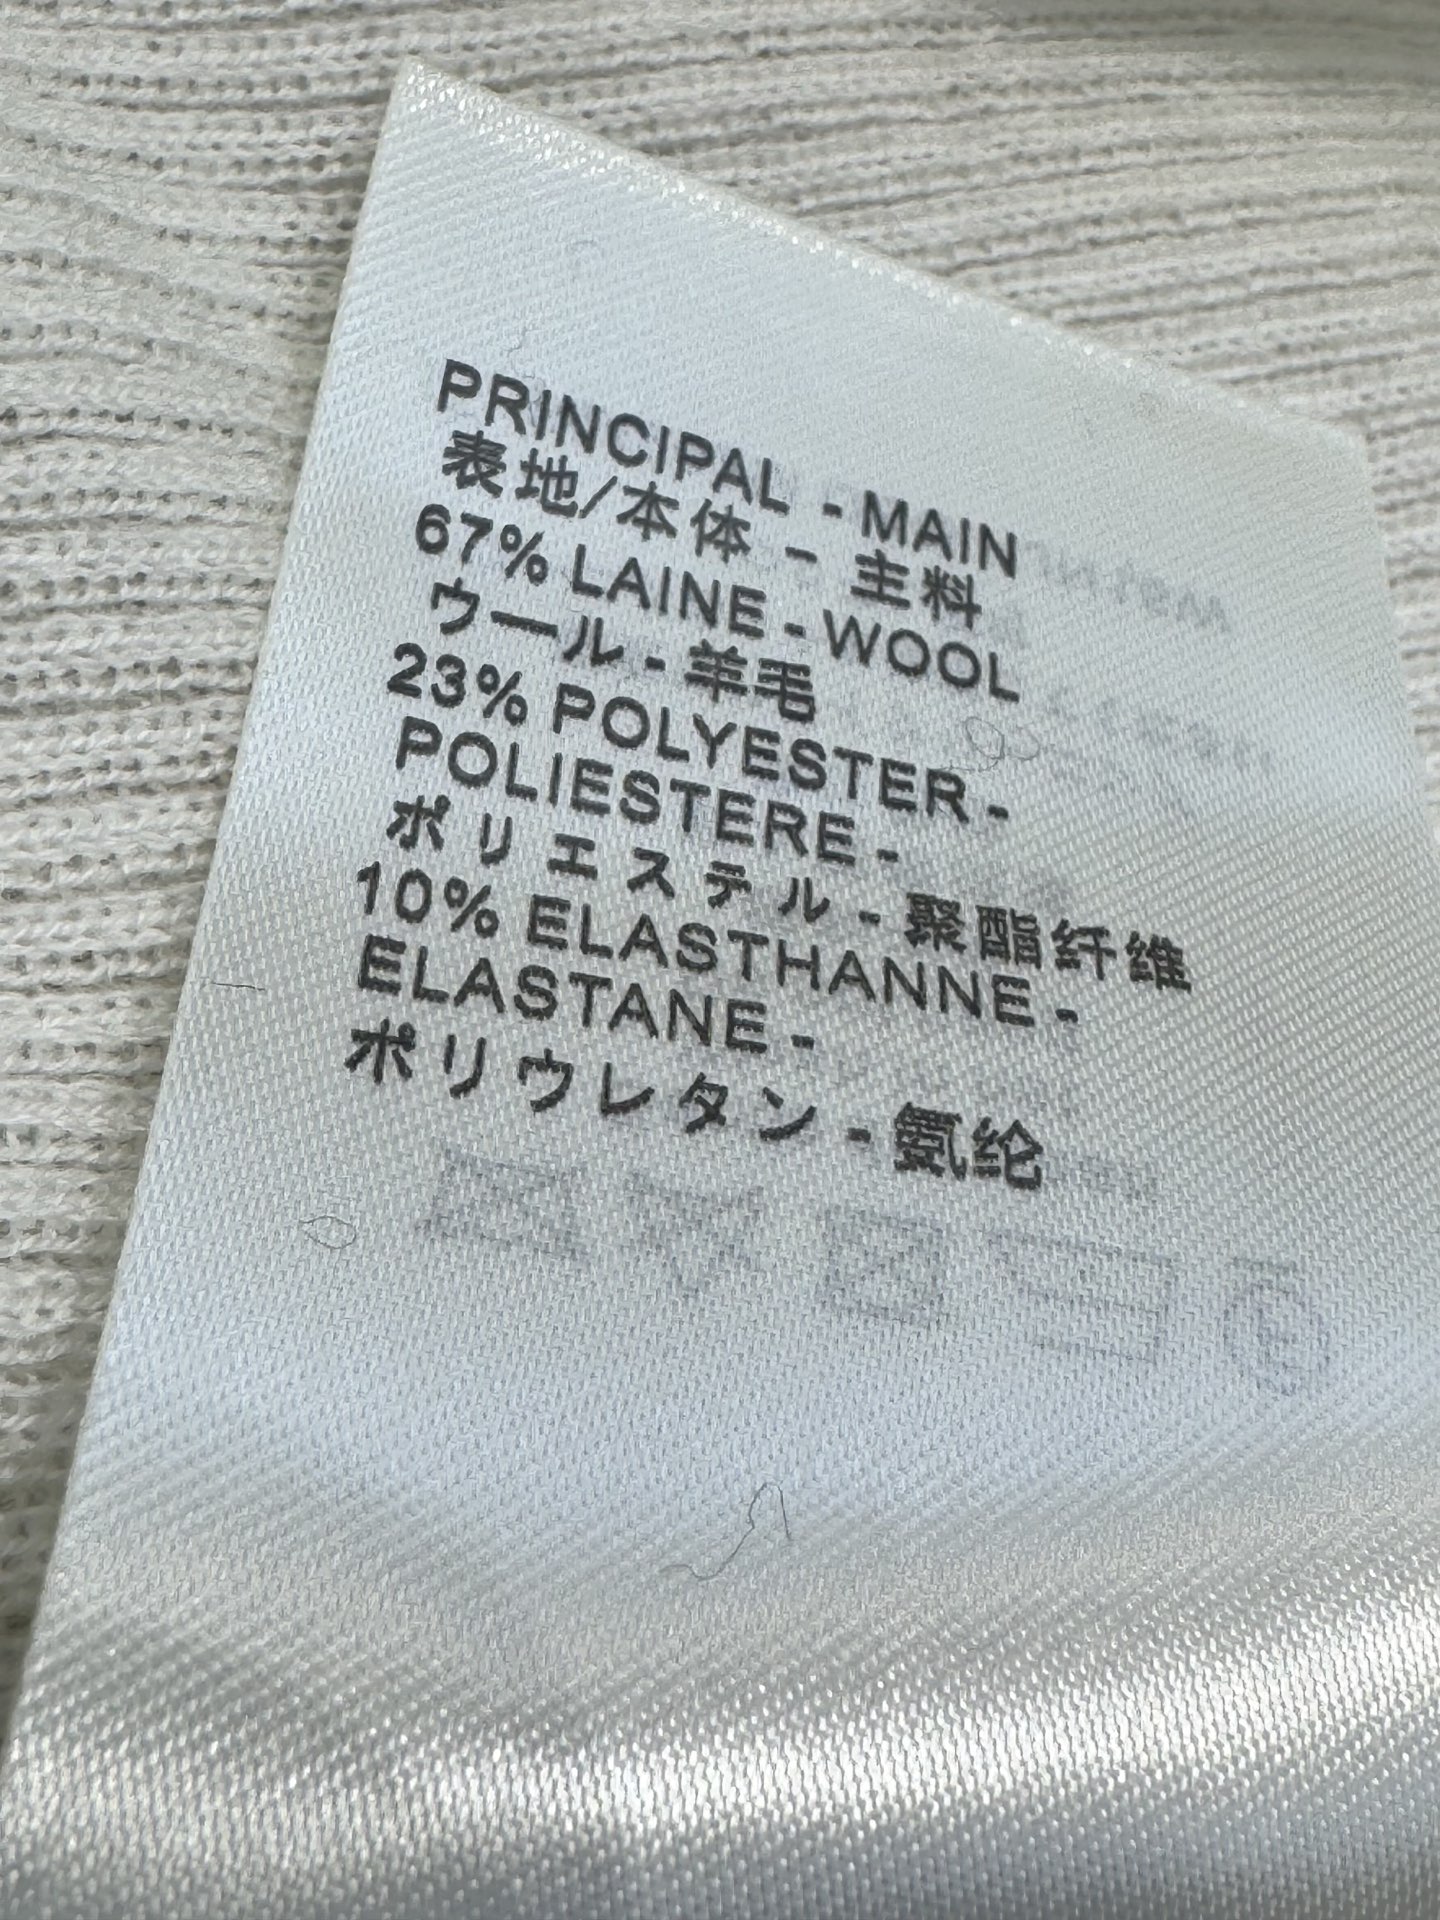 PRINCIPAL - MAIN
表地/本体 - 主料
67% LAINE - WOOL
ウール - 羊毛
23% POLYESTER -
POLIESTERE -
ポリエステル - 聚酯纤维
10% ELASTHANNE -
ELASTANE -
ポリウレタン - 氨纶